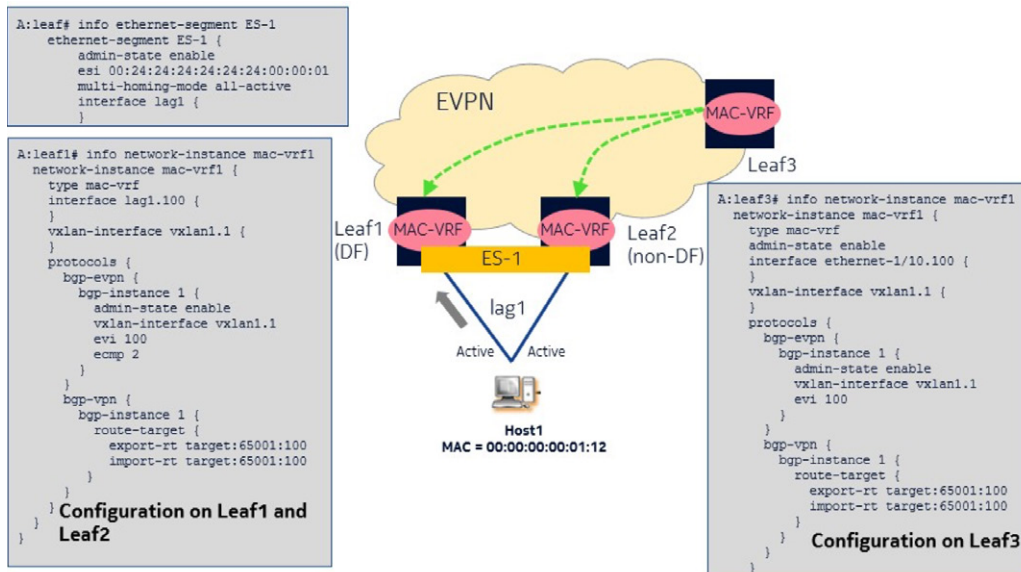 A:leaf# info ethernet-segment ES-1
ethernet-segment ES-1 {
admin-state enable
esi 00:24:24:24:24:24:24:00:00:01
multi-homing-mode all-active
interface lag1 {
}
A:leaf1# info network-instance mac-vrf1
network-instance mac-vrf1 {
type mac-vrf
interface lag1.100 {
}
vxlan-interface vxlan1.1 {
}
protocols {
bgp-evpn {
bgp-instance 1 {
admin-state enable
vxlan-interface vxlan1.1
evi 100
ecmp 2
}
}
bgp-vpn {
bgp-instance 1 {
route-target {
export-rt target:65001:100
import-rt target:65001:100
}
}
}
}
}
Configuration on Leaf1 and
Leaf2
EVPN
MAC-VRF
Leaf3
Leaf1
(DF)
MAC-VRF
MAC-VRF
Leaf2
(non-DF)
ES-1
lag1
Active
Active
Host1
MAC = 00:00:00:00:01:12
A:leaf3# info network-instance mac-vrf1
network-instance mac-vrf1 {
type mac-vrf
admin-state enable
interface ethernet-1/10.100 {
}
vxlan-interface vxlan1.1 {
}
protocols {
bgp-evpn {
bgp-instance 1 {
admin-state enable
vxlan-interface vxlan1.1
evi 100
}
}
bgp-vpn {
bgp-instance 1 {
route-target {
export-rt target:65001:100
import-rt target:65001:100
}
}
}
}
Configuration on Leaf3